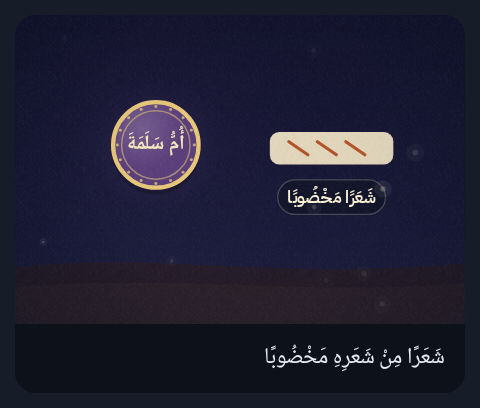 أُمُّ سَلَمَةَ
شَعَرًا مَخْضُوبًا
شَعَرًا مِنْ شَعَرِهِ مَخْضُوبًا